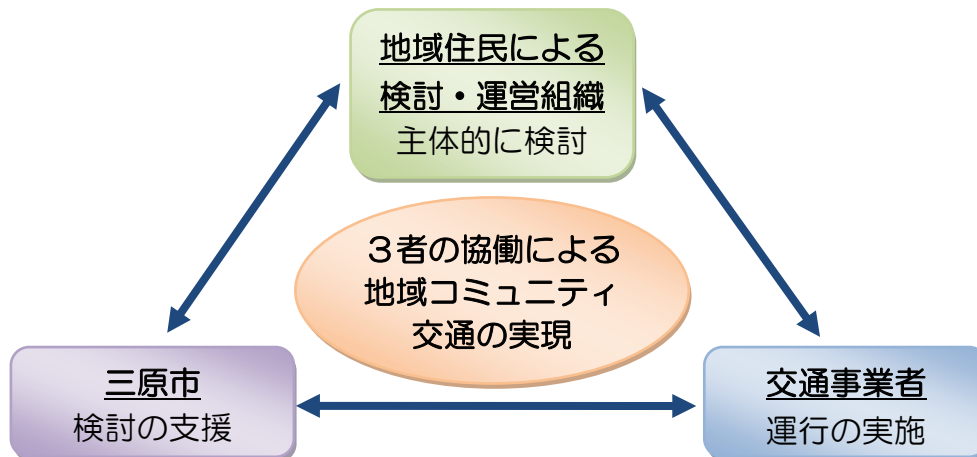 地域住民による
検討・運営組織
主体的に検討
３者の協働による
地域コミュニティ
交通の実現
三原市
検討の支援
交通事業者
運行の実施